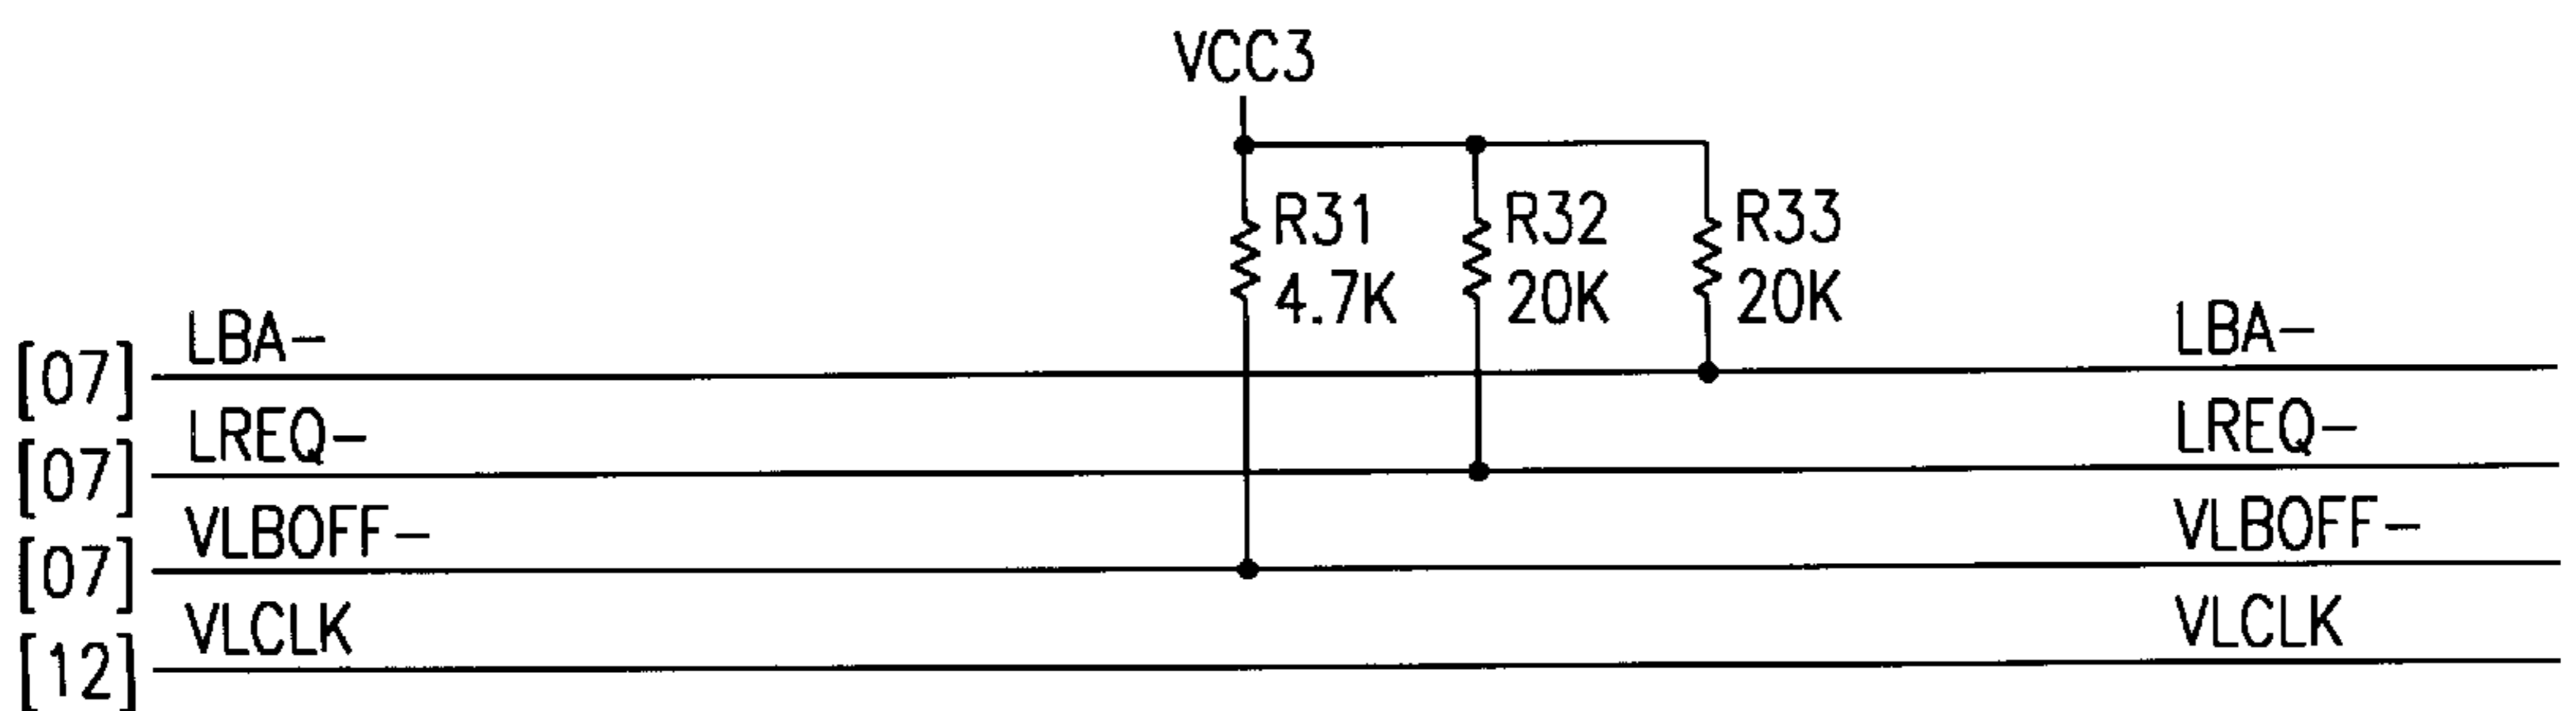 VCC3
R31 R32 R33
4.7K 20K 20K
LBA- LBA-
[07]
LREQ- LREQ-
[07]
VLBOFF- VLBOFF-
[07]
VLCLK VLCLK
[12]